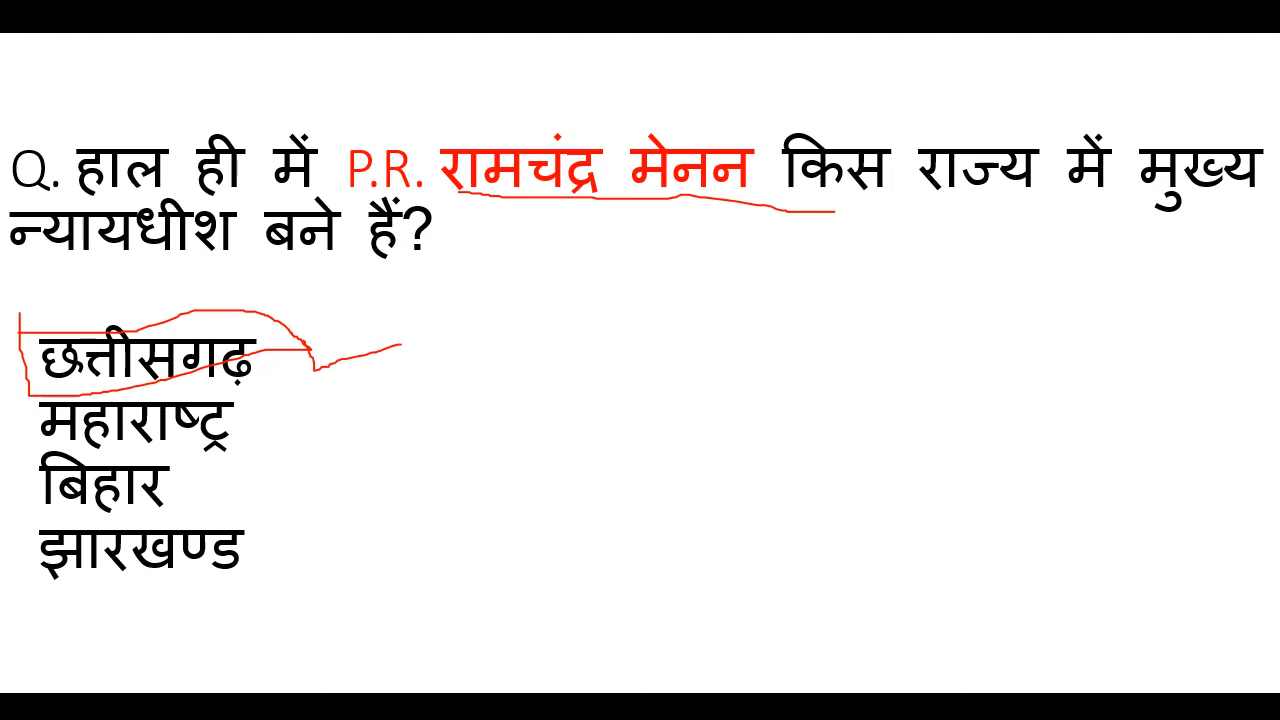 Q. हाल ही में P.R. रामचंद्र मेनन किस राज्य में मुख्य
न्यायधीश बने हैं?
छत्तीसगढ़
महाराष्ट्र
बिहार
झारखण्ड